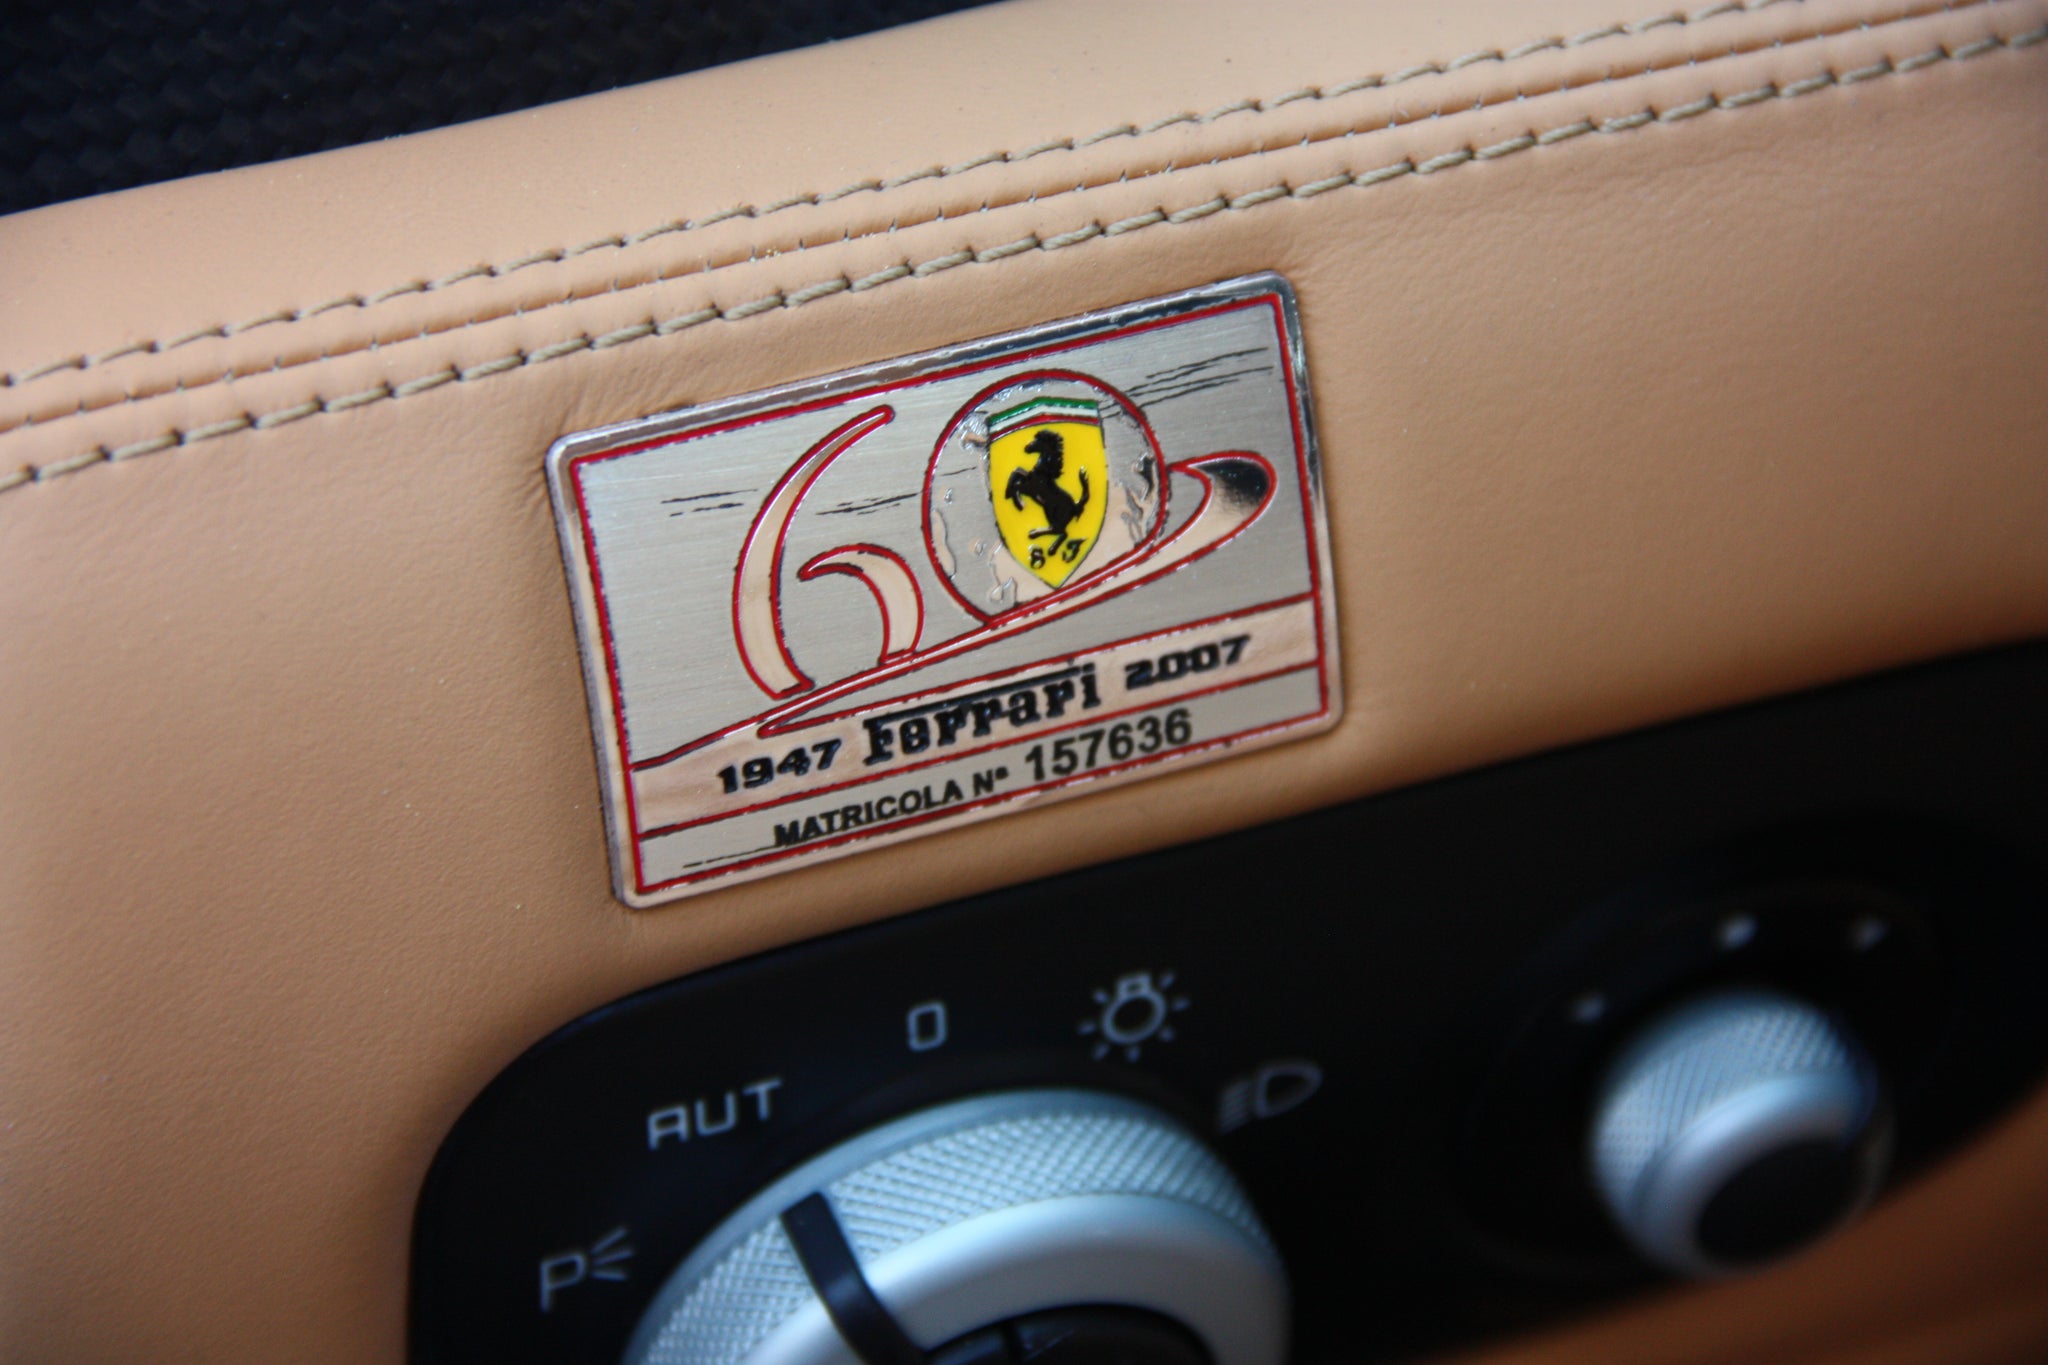 60
S F
1947 Ferrari 2007
MATRICOLA Nº 157636
0
AUT
P